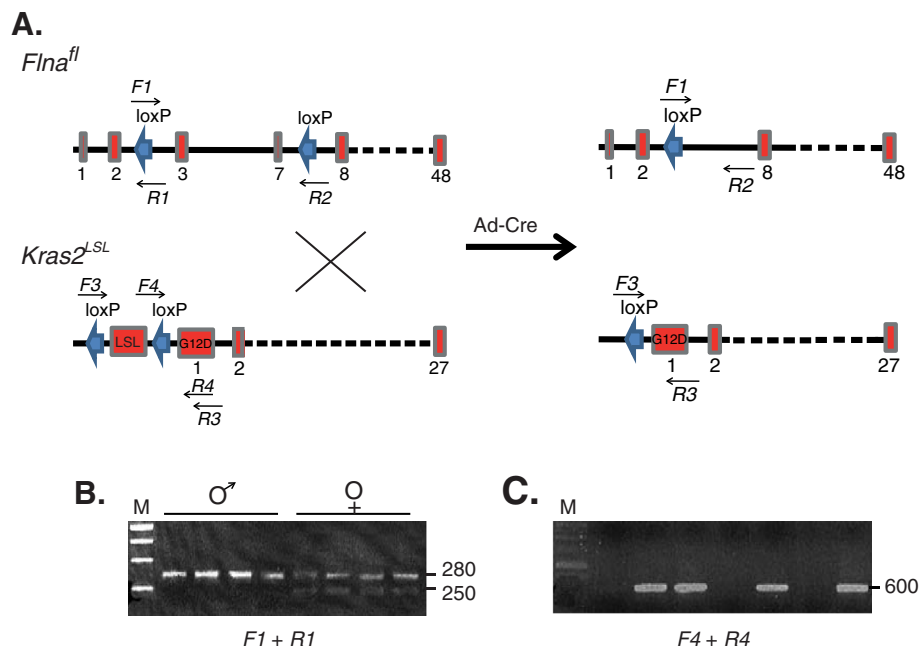 A.
Flna^fl
F1
loxP
loxP
1 2 3 7 8 48
R1 R2
F1
loxP
1 2 8 48
R2
Ad-Cre
Kras2^LSL
F3 F4
loxP loxP
LSL G12D
1 2 27
R4
R3
F3
loxP
G12D
1 2 27
R3
B.
M ♂ ♀
280
250
F1 + R1
C.
M
600
F4 + R4